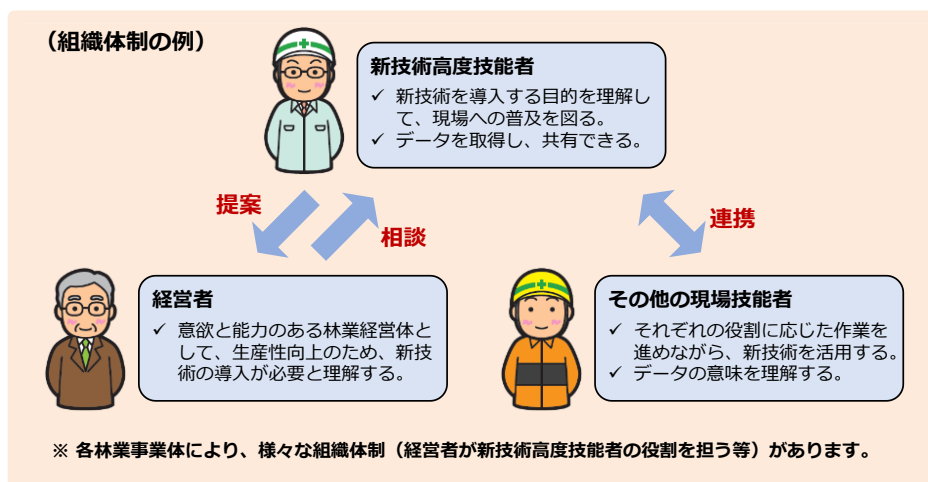 （組織体制の例）
新技術高度技能者
✓ 新技術を導入する目的を理解し
て、現場への普及を図る。
✓ データを取得し、共有できる。
提案
相談
連携
経営者
✓ 意欲と能力のある林業経営体と
して、生産性向上のため、新技
術の導入が必要と理解する。
その他の現場技能者
✓ それぞれの役割に応じた作業を
進めながら、新技術を活用する。
✓ データの意味を理解する。
※ 各林業事業体により、様々な組織体制（経営者が新技術高度技能者の役割を担う等）があります。